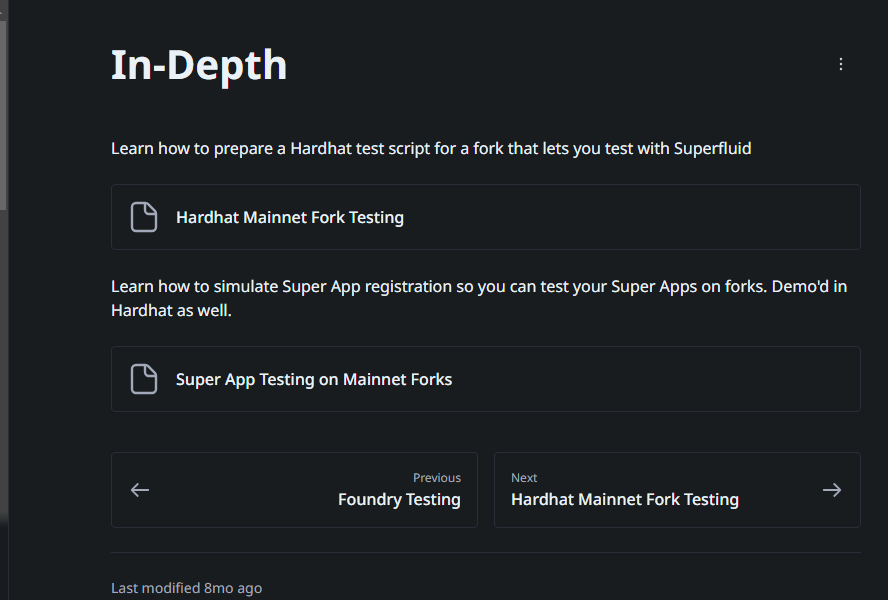 In-Depth
Learn how to prepare a Hardhat test script for a fork that lets you test with Superfluid
Hardhat Mainnet Fork Testing
Learn how to simulate Super App registration so you can test your Super Apps on forks. Demo'd in
Hardhat as well.
Super App Testing on Mainnet Forks
Previous
Foundry Testing
Next
Hardhat Mainnet Fork Testing
Last modified 8mo ago